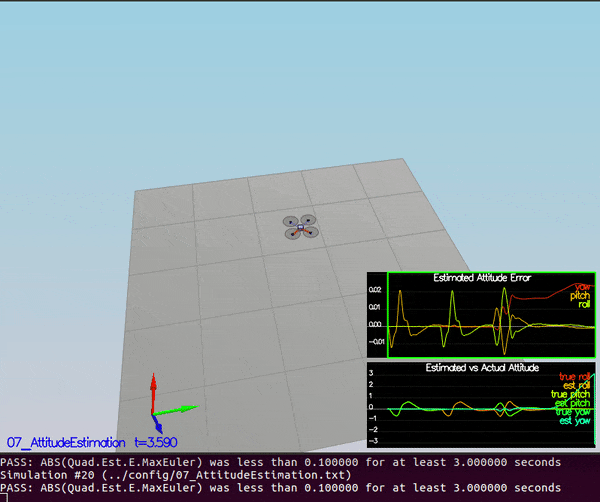 Estimated Attitude Error
0.02
0.01
0.00
-0.01
yaw
pitch
roll
Estimated vs Actual Attitude
3
2
1
0
-1
-2
-3
true roll
est roll
true pitch
est pitch
true yaw
est yaw
07_AttitudeEstimation t=3.590
PASS: ABS(Quad.Est.E.MaxEuler) was less than 0.100000 for at least 3.000000 seconds
Simulation #20 (../config/07_AttitudeEstimation.txt)
PASS: ABS(Quad.Est.E.MaxEuler) was less than 0.100000 for at least 3.000000 seconds